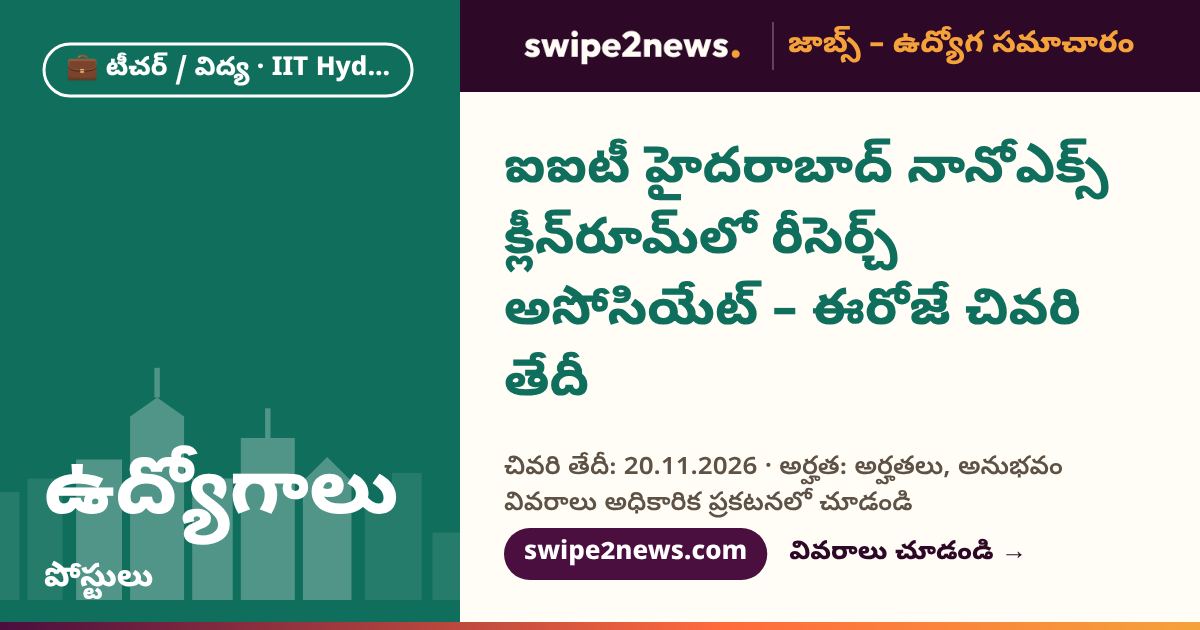 💼 టీచర్ / విద్య · IIT Hyd...
swipe2news.
జాబ్స్ – ఉద్యోగ సమాచారం
ఐఐటీ హైదరాబాద్ నానోఎక్స్
క్లీన్‌రూమ్‌లో రీసెర్చ్
అసోసియేట్ – ఈరోజే చివరి
తేదీ
చివరి తేదీ: 20.11.2026 · అర్హత: అర్హతలు, అనుభవం
వివరాలు అధికారిక ప్రకటనలో చూడండి
swipe2news.com
వివరాలు చూడండి →
ఉద్యోగాలు
పోస్టులు